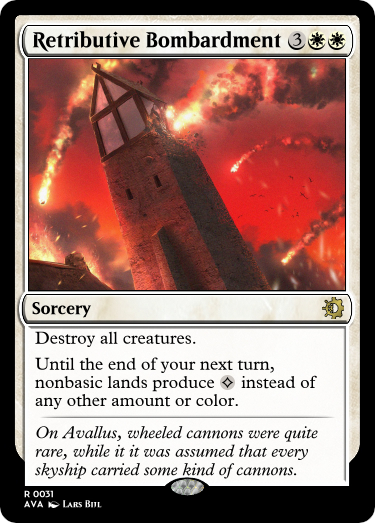 Retributive Bombardment 3
Sorcery
Destroy all creatures.
Until the end of your next turn,
nonbasic lands produce instead of
any other amount or color.
On Avallus, wheeled cannons were quite
rare, while it it was assumed that every
skyship carried some kind of cannons.
R 0031
AVA Lars Bitl